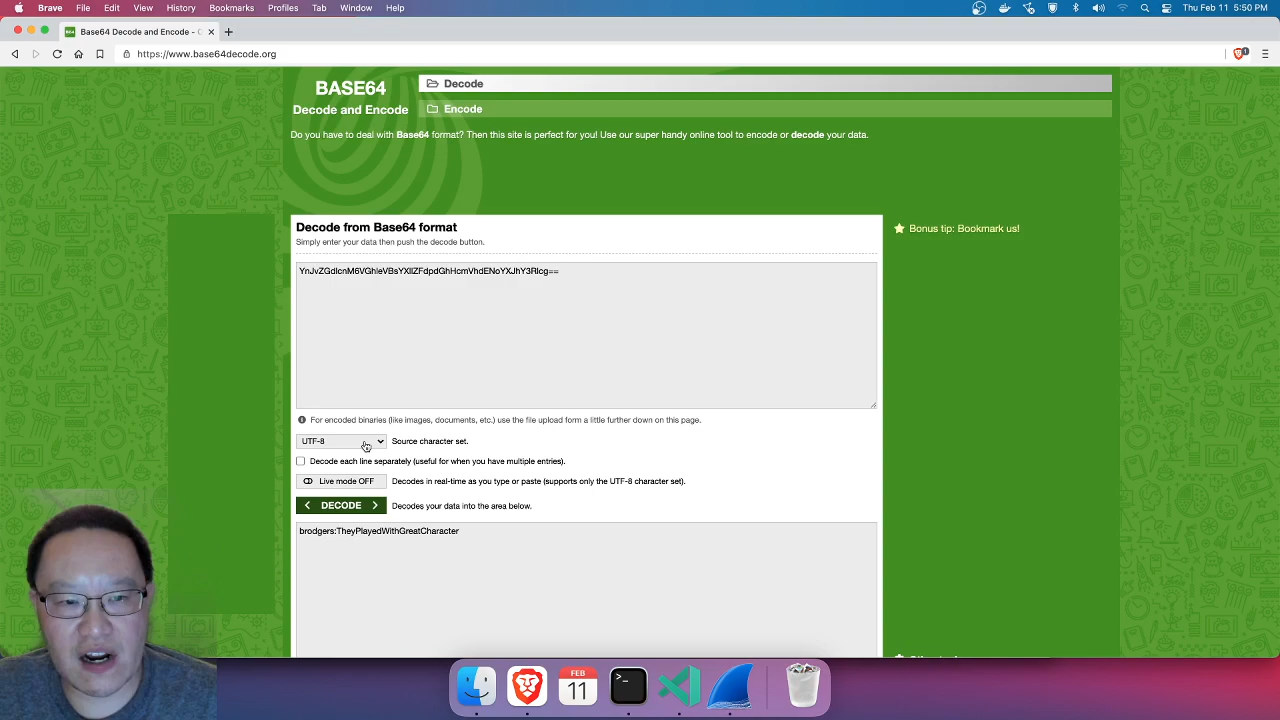 Brave File Edit View History Bookmarks Profiles Tab Window Help Thu Feb 11 5:50 PM
Base64 Decode and Encode - O
https://www.base64decode.org
BASE64
Decode and Encode
Decode
Encode
Do you have to deal with Base64 format? Then this site is perfect for you! Use our super handy online tool to encode or decode your data.
Decode from Base64 format
Simply enter your data then push the decode button.
Bonus tip: Bookmark us!
YnJvZGdlcnM6VGhleVBsYXllZFdpdGhHcmVhdENoYXJhY3Rlcg==
For encoded binaries (like images, documents, etc.) use the file upload form a little further down on this page.
UTF-8 Source character set.
Decode each line separately (useful for when you have multiple entries).
Live mode OFF Decodes in real-time as you type or paste (supports only the UTF-8 character set).
< DECODE > Decodes your data into the area below.
brodgers:TheyPlayedWithGreatCharacter
FEB
11